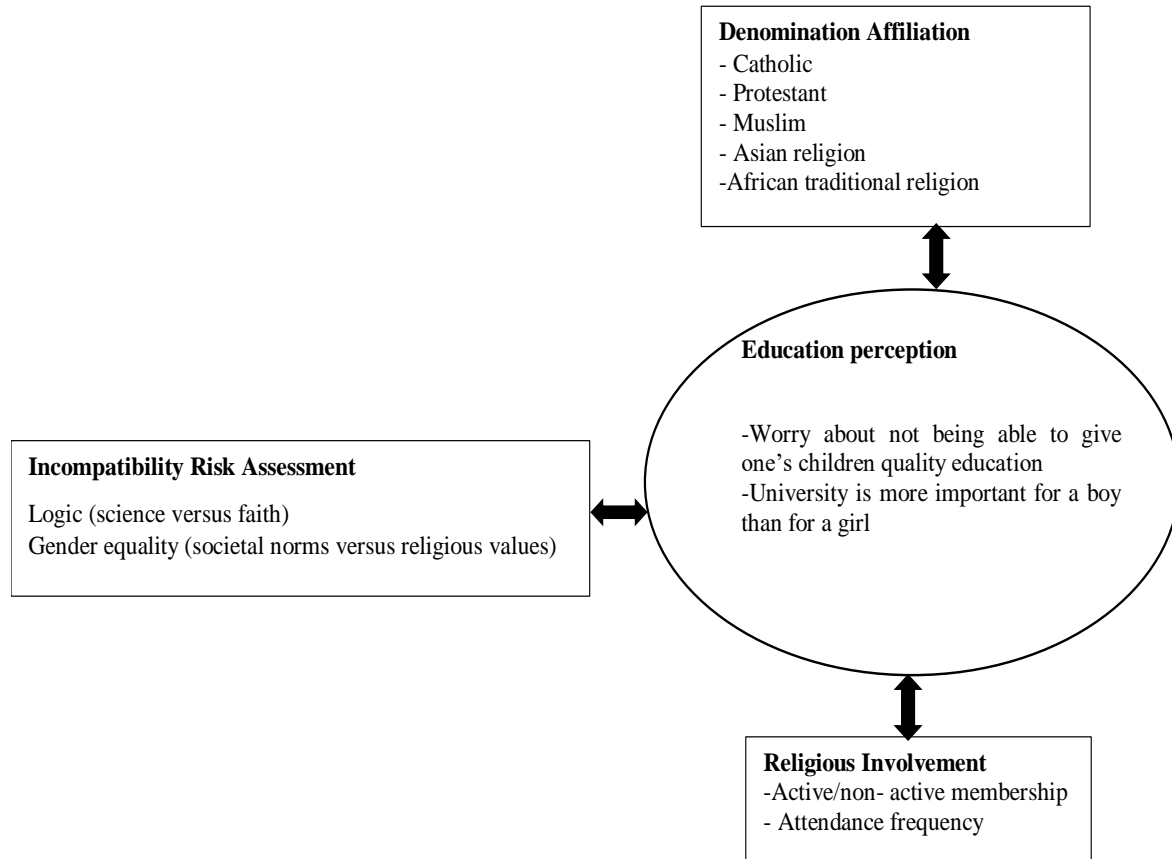 Denomination Affiliation
- Catholic
- Protestant
- Muslim
- Asian religion
-African traditional religion
Education perception
-Worry about not being able to give
one’s children quality education
-University is more important for a boy
than for a girl
Incompatibility Risk Assessment
Logic (science versus faith)
Gender equality (societal norms versus religious values)
Religious Involvement
-Active/non- active membership
- Attendance frequency